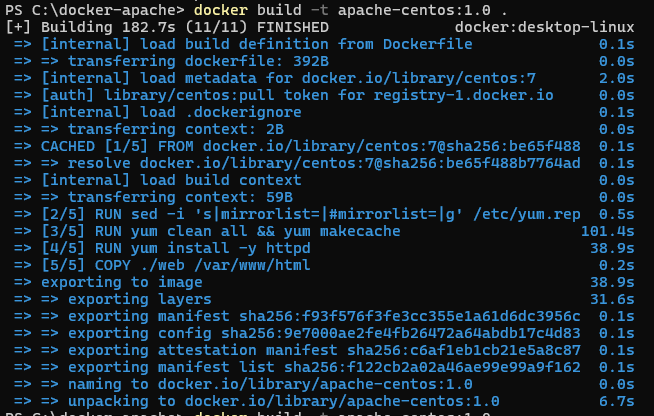 PS C:\docker-apache> docker build -t apache-centos:1.0 .
[+] Building 182.7s (11/11) FINISHED docker:desktop-linux
=> [internal] load build definition from Dockerfile 0.1s
=> => transferring dockerfile: 392B 0.0s
=> [internal] load metadata for docker.io/library/centos:7 2.0s
=> [auth] library/centos:pull token for registry-1.docker.io 0.0s
=> [internal] load .dockerignore 0.1s
=> => transferring context: 2B 0.0s
=> CACHED [1/5] FROM docker.io/library/centos:7@sha256:be65f488 0.1s
=> => resolve docker.io/library/centos:7@sha256:be65f488b7764ad 0.1s
=> [internal] load build context 0.0s
=> => transferring context: 59B 0.0s
=> [2/5] RUN sed -i 's|mirrorlist=|#mirrorlist=|g' /etc/yum.rep 0.5s
=> [3/5] RUN yum clean all && yum makecache 101.4s
=> [4/5] RUN yum install -y httpd 38.9s
=> [5/5] COPY ./web /var/www/html 0.2s
=> exporting to image 38.9s
=> => exporting layers 31.6s
=> => exporting manifest sha256:f93f576f3fe3cc355e1a61d6dc3956c 0.1s
=> => exporting config sha256:9e7000ae2fe4fb26472a64abdb17c4d83 0.1s
=> => exporting attestation manifest sha256:c6af1eb1cb21e5a8c87 0.1s
=> => exporting manifest list sha256:f122cb2a02a46ae99e99a9f162 0.1s
=> => naming to docker.io/library/apache-centos:1.0 0.0s
=> => unpacking to docker.io/library/apache-centos:1.0 6.7s
PS C:\docker-apache> docker build -t apache-centos:1.0